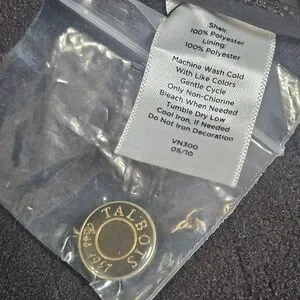 Shell:
100% Polyester
Lining:
100% Polyester
Machine Wash Cold
With Like Colors
Gentle Cycle
Only Non-Chlorine
Bleach When Needed
Tumble Dry Low
Cool Iron, If Needed
Do Not Iron Decoration
VN300
05/10
TALBOTS
1947